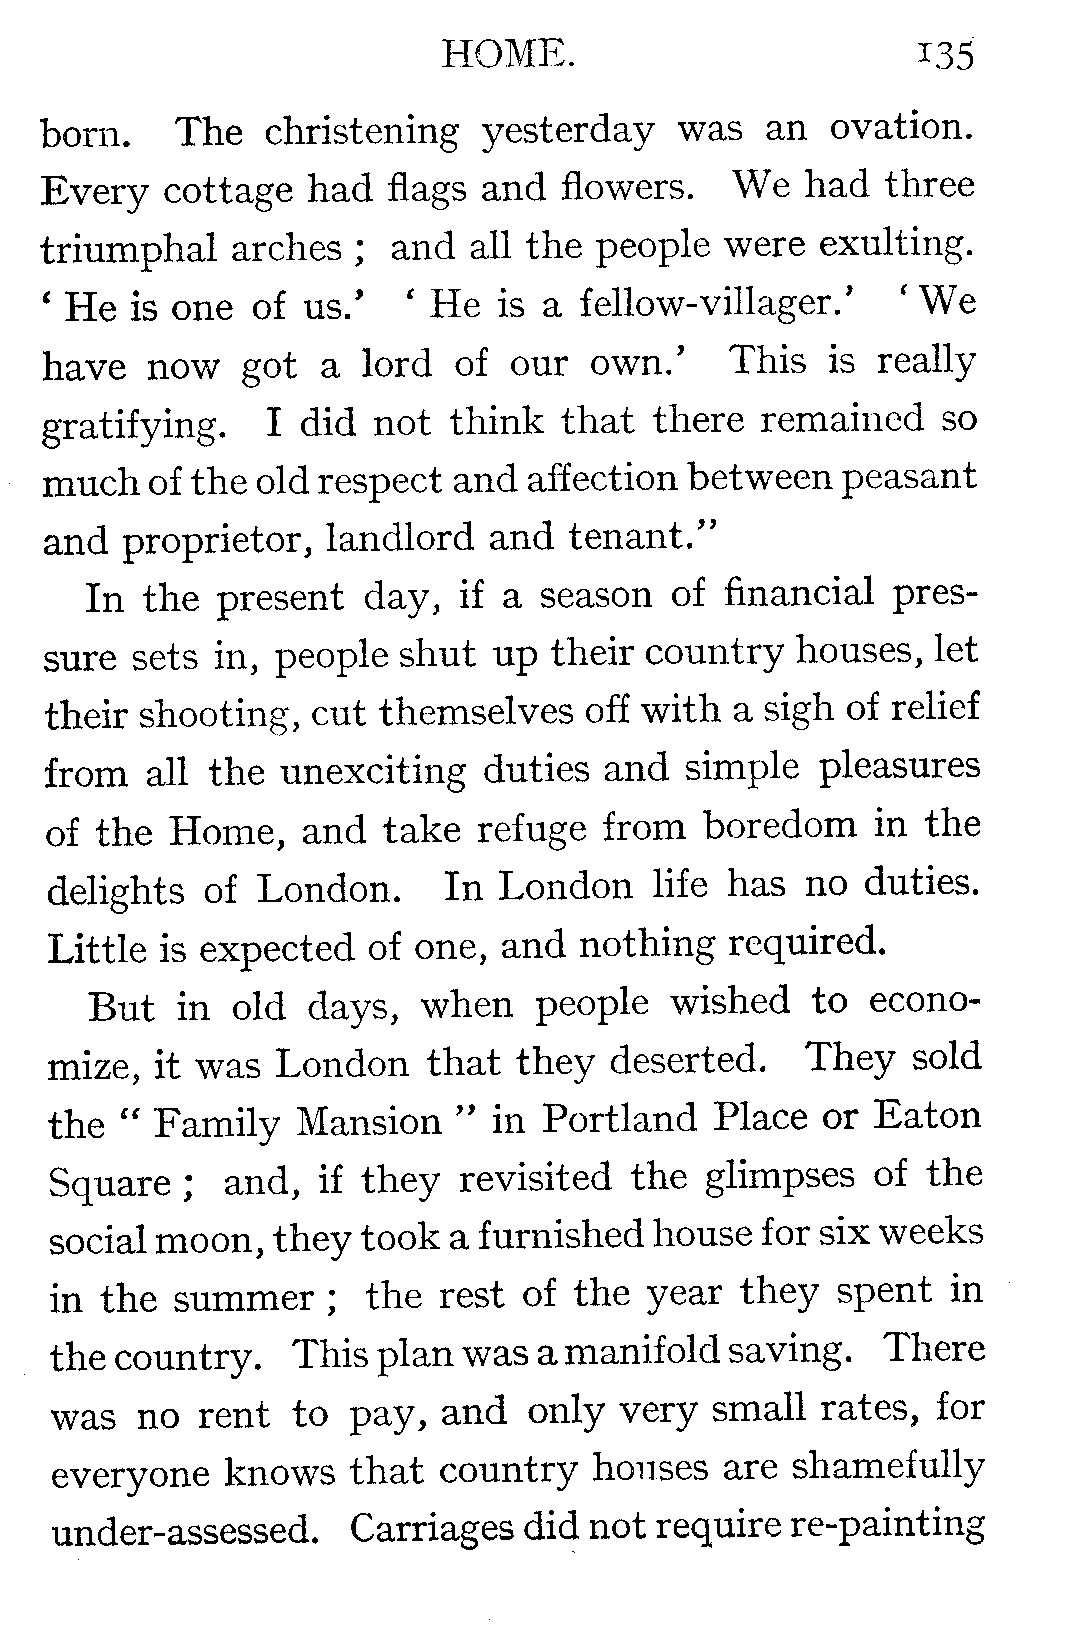 HOME. 135
born. The christening yesterday was an ovation.
Every cottage had flags and flowers. We had three
triumphal arches ; and all the people were exulting.
‘ He is one of us.’ ‘ He is a fellow-villager.’ ‘ We
have now got a lord of our own.’ This is really
gratifying. I did not think that there remained so
much of the old respect and affection between peasant
and proprietor, landlord and tenant.”
In the present day, if a season of financial pres-
sure sets in, people shut up their country houses, let
their shooting, cut themselves off with a sigh of relief
from all the unexciting duties and simple pleasures
of the Home, and take refuge from boredom in the
delights of London. In London life has no duties.
Little is expected of one, and nothing required.
But in old days, when people wished to econo-
mize, it was London that they deserted. They sold
the “ Family Mansion ” in Portland Place or Eaton
Square ; and, if they revisited the glimpses of the
social moon, they took a furnished house for six weeks
in the summer ; the rest of the year they spent in
the country. This plan was a manifold saving. There
was no rent to pay, and only very small rates, for
everyone knows that country houses are shamefully
under-assessed. Carriages did not require re-painting